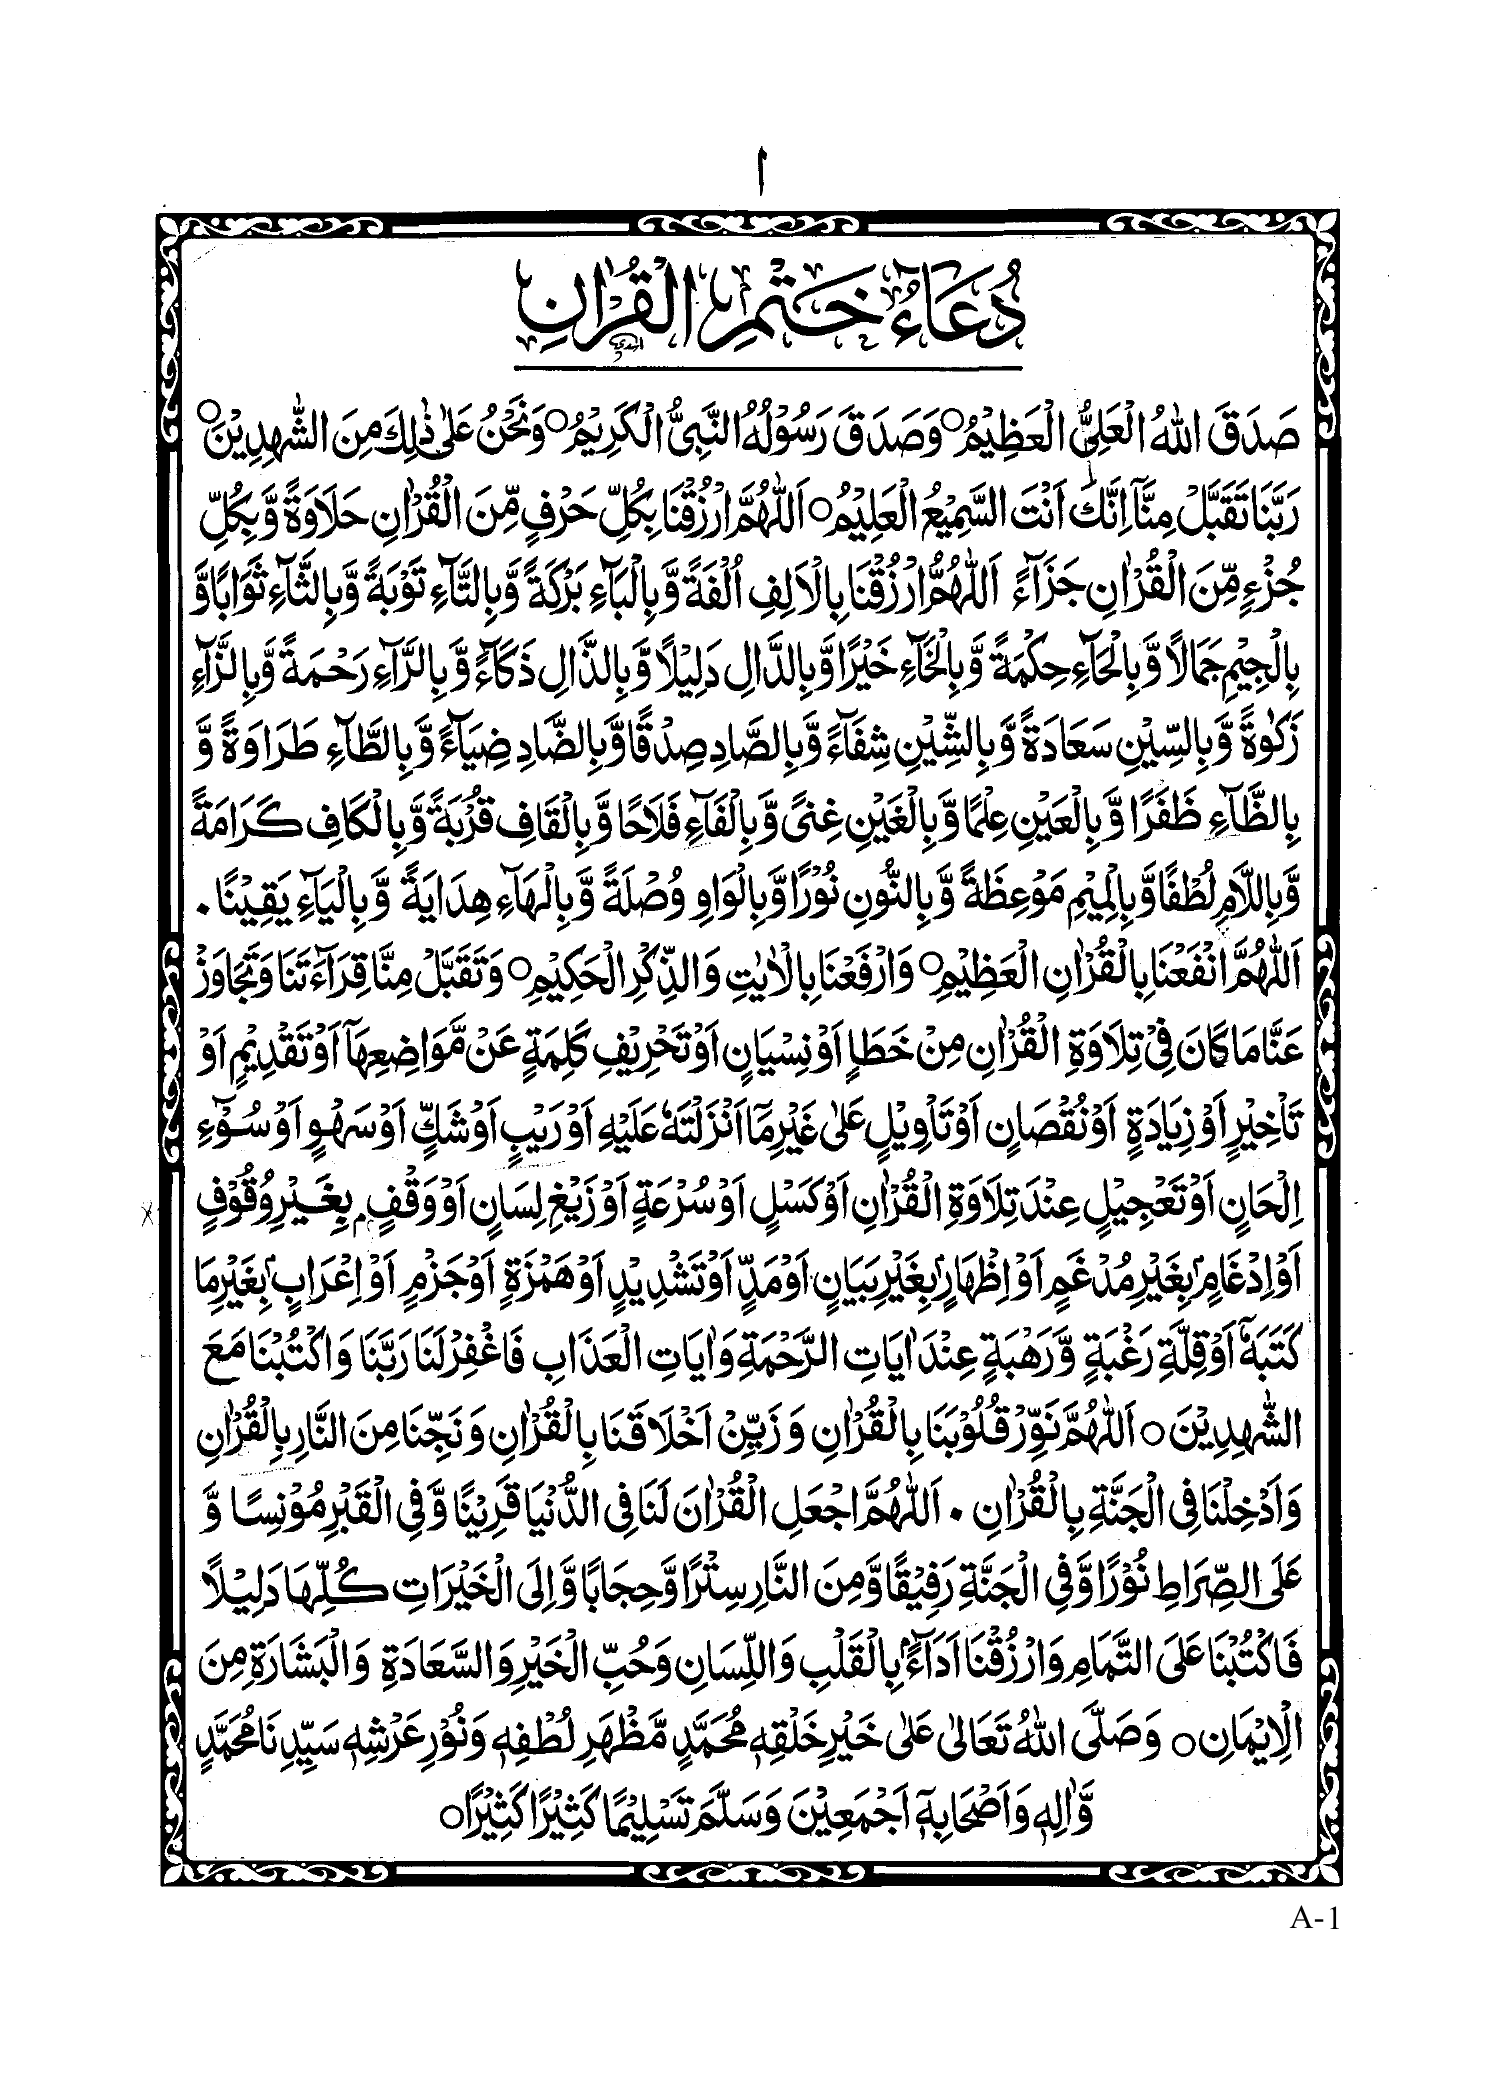 ا
دُعَآءُ خَتْمِ الْقُرْاٰنِ
صَدَقَ اللهُ الْعَلِيُّ الْعَظِيْمُ○ وَصَدَقَ رَسُوْلُهُ النَّبِيُّ الْكَرِيْمُ○ وَنَحْنُ عَلٰى ذٰلِكَ مِنَ الشّٰهِدِيْنَ○
رَبَّنَا تَقَبَّلْ مِنَّآ اِنَّكَ اَنْتَ السَّمِيْعُ الْعَلِيْمُ○ اَللّٰهُمَّ ارْزُقْنَا بِكُلِّ حَرْفٍ مِّنَ الْقُرْاٰنِ حَلَاوَةً وَّ بِكُلِّ
جُزْءٍ مِّنَ الْقُرْاٰنِ جَزَآءً اَللّٰهُمَّ ارْزُقْنَا بِالْاَلِفِ اُلْفَةً وَّ بِالْبَآءِ بَرْكَةً وَّ بِالتَّآءِ تَوْبَةً وَّ بِالثَّآءِ ثَوَابًا وَّ
بِالْجِيْمِ جَمَالًا وَّ بِالْحَآءِ حِكْمَةً وَّ بِالْخَآءِ خَيْرًا وَّ بِالدَّالِ دَلِيْلًا وَّ بِالذَّالِ ذَكَآءً وَّ بِالرَّآءِ رَحْمَةً وَّ بِالزَّآءِ
زَكٰوةً وَّ بِالسِّيْنِ سَعَادَةً وَّ بِالشِّيْنِ شِفَآءً وَّ بِالصَّادِ صِدْقًا وَّ بِالضَّادِ ضِيَآءً وَّ بِالطَّآءِ طَرَاوَةً وَّ
بِالظَّآءِ ظَفَرًا وَّ بِالْعَيْنِ عِلْمًا وَّ بِالْغَيْنِ غِنًى وَّ بِالْفَآءِ فَلَاحًا وَّ بِالْقَافِ قُرْبَةً وَّ بِالْكَافِ كَرَامَةً
وَّ بِاللَّامِ لُطْفًا وَّ بِالْمِيْمِ مَوْعِظَةً وَّ بِالنُّوْنِ نُوْرًا وَّ بِالْوَاوِ وُصْلَةً وَّ بِالْهَآءِ هِدَايَةً وَّ بِالْيَآءِ يَقِيْنًا.
اَللّٰهُمَّ انْفَعْنَا بِالْقُرْاٰنِ الْعَظِيْمِ○ وَارْفَعْنَا بِالْاٰيٰتِ وَالذِّكْرِ الْحَكِيْمِ○ وَتَقَبَّلْ مِنَّا قِرَآءَتَنَا وَتَجَاوَزْ
عَنَّا مَا كَانَ فِيْ تِلَاوَةِ الْقُرْاٰنِ مِنْ خَطَإٍ اَوْ نِسْيَانٍ اَوْ تَحْرِيْفِ كَلِمَةٍ عَنْ مَّوَاضِعِهَآ اَوْ تَقْدِيْمٍ اَوْ
تَاْخِيْرٍ اَوْ زِيَادَةٍ اَوْ نُقْصَانٍ اَوْ تَاْوِيْلٍ عَلٰى غَيْرِ مَآ اَنْزَلْتَهٗ عَلَيْهِ اَوْ رَيْبٍ اَوْ شَكٍّ اَوْ سَهْوٍ اَوْ سُوْٓءِ
اِلْحَانٍ اَوْ تَعْجِيْلٍ عِنْدَ تِلَاوَةِ الْقُرْاٰنِ اَوْ كَسْلٍ اَوْ سُرْعَةٍ اَوْ زَيْغِ لِسَانٍ اَوْ وَقْفٍ ۢ بِغَيْرِ وُقُوْفٍ
اَوْ اِدْغَامٍ ۢ بِغَيْرِ مُدْغَمٍ اَوْ اِظْهَارٍ ۢ بِغَيْرِ بَيَانٍ اَوْ مَدٍّ اَوْ تَشْدِيْدٍ اَوْ هَمْزَةٍ اَوْ جَزْمٍ اَوْ اِعْرَابٍ ۢ بِغَيْرِ مَا
كَتَبَهٗٓ اَوْ قِلَّةِ رَغْبَةٍ وَّ رَهْبَةٍ عِنْدَ اٰيَاتِ الرَّحْمَةِ وَ اٰيَاتِ الْعَذَابِ فَاغْفِرْ لَنَا رَبَّنَا وَاكْتُبْنَا مَعَ
الشّٰهِدِيْنَ○ اَللّٰهُمَّ نَوِّرْ قُلُوْبَنَا بِالْقُرْاٰنِ وَ زَيِّنْ اَخْلَاقَنَا بِالْقُرْاٰنِ وَ نَجِّنَا مِنَ النَّارِ بِالْقُرْاٰنِ
وَ اَدْخِلْنَا فِي الْجَنَّةِ بِالْقُرْاٰنِ. اَللّٰهُمَّ اجْعَلِ الْقُرْاٰنَ لَنَا فِي الدُّنْيَا قَرِيْنًا وَّ فِي الْقَبْرِ مُوْنِسًا وَّ
عَلَى الصِّرَاطِ نُوْرًا وَّ فِي الْجَنَّةِ رَفِيْقًا وَّ مِنَ النَّارِ سِتْرًا وَّ حِجَابًا وَّ اِلَى الْخَيْرَاتِ كُلِّهَا دَلِيْلًا
فَاكْتُبْنَا عَلَى التَّمَامِ وَارْزُقْنَا اَدَآءً ۢ بِالْقَلْبِ وَاللِّسَانِ وَحُبِّ الْخَيْرِ وَالسَّعَادَةِ وَالْبَشَارَةِ مِنَ
الْاِيْمَانِ○ وَصَلَّى اللهُ تَعَالٰى عَلٰى خَيْرِ خَلْقِهٖ مُحَمَّدٍ مَّظْهَرِ لُطْفِهٖ وَنُوْرِ عَرْشِهٖ سَيِّدِنَا مُحَمَّدٍ
وَّاٰلِهٖ وَاَصْحَابِهٖٓ اَجْمَعِيْنَ وَسَلَّمَ تَسْلِيْمًا كَثِيْرًا كَثِيْرًا○
A-1